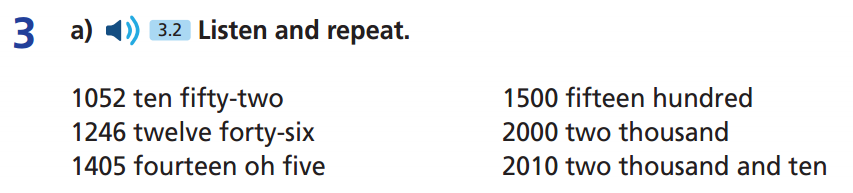 3 a) 3.2 Listen and repeat.
1052 ten fifty-two
1246 twelve forty-six
1405 fourteen oh five
1500 fifteen hundred
2000 two thousand
2010 two thousand and ten